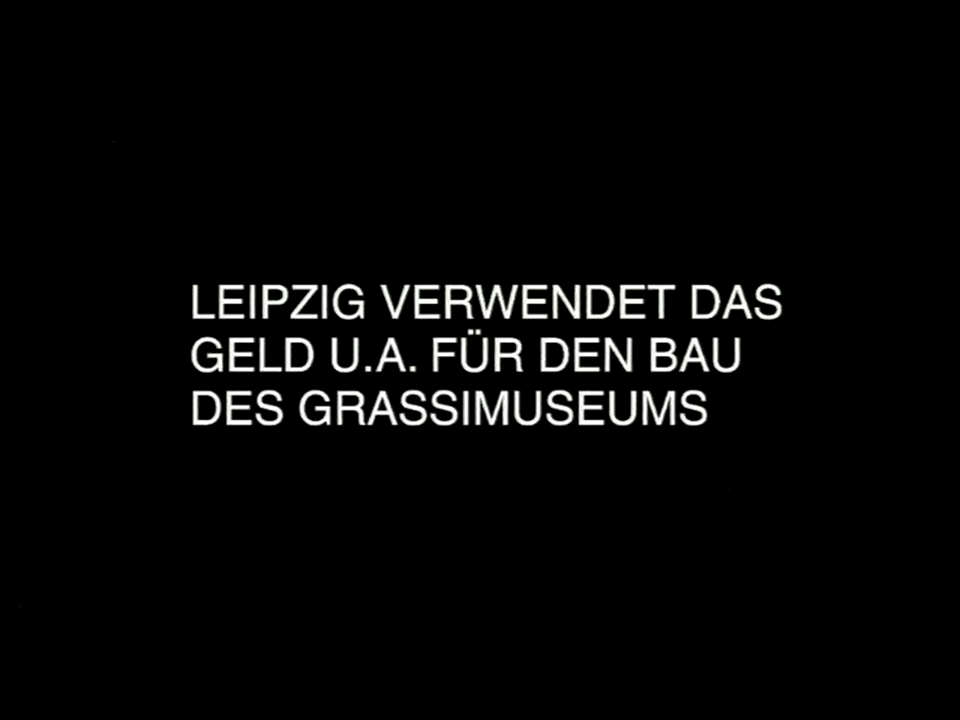 LEIPZIG VERWENDET DAS
GELD U.A. FÜR DEN BAU
DES GRASSIMUSEUMS